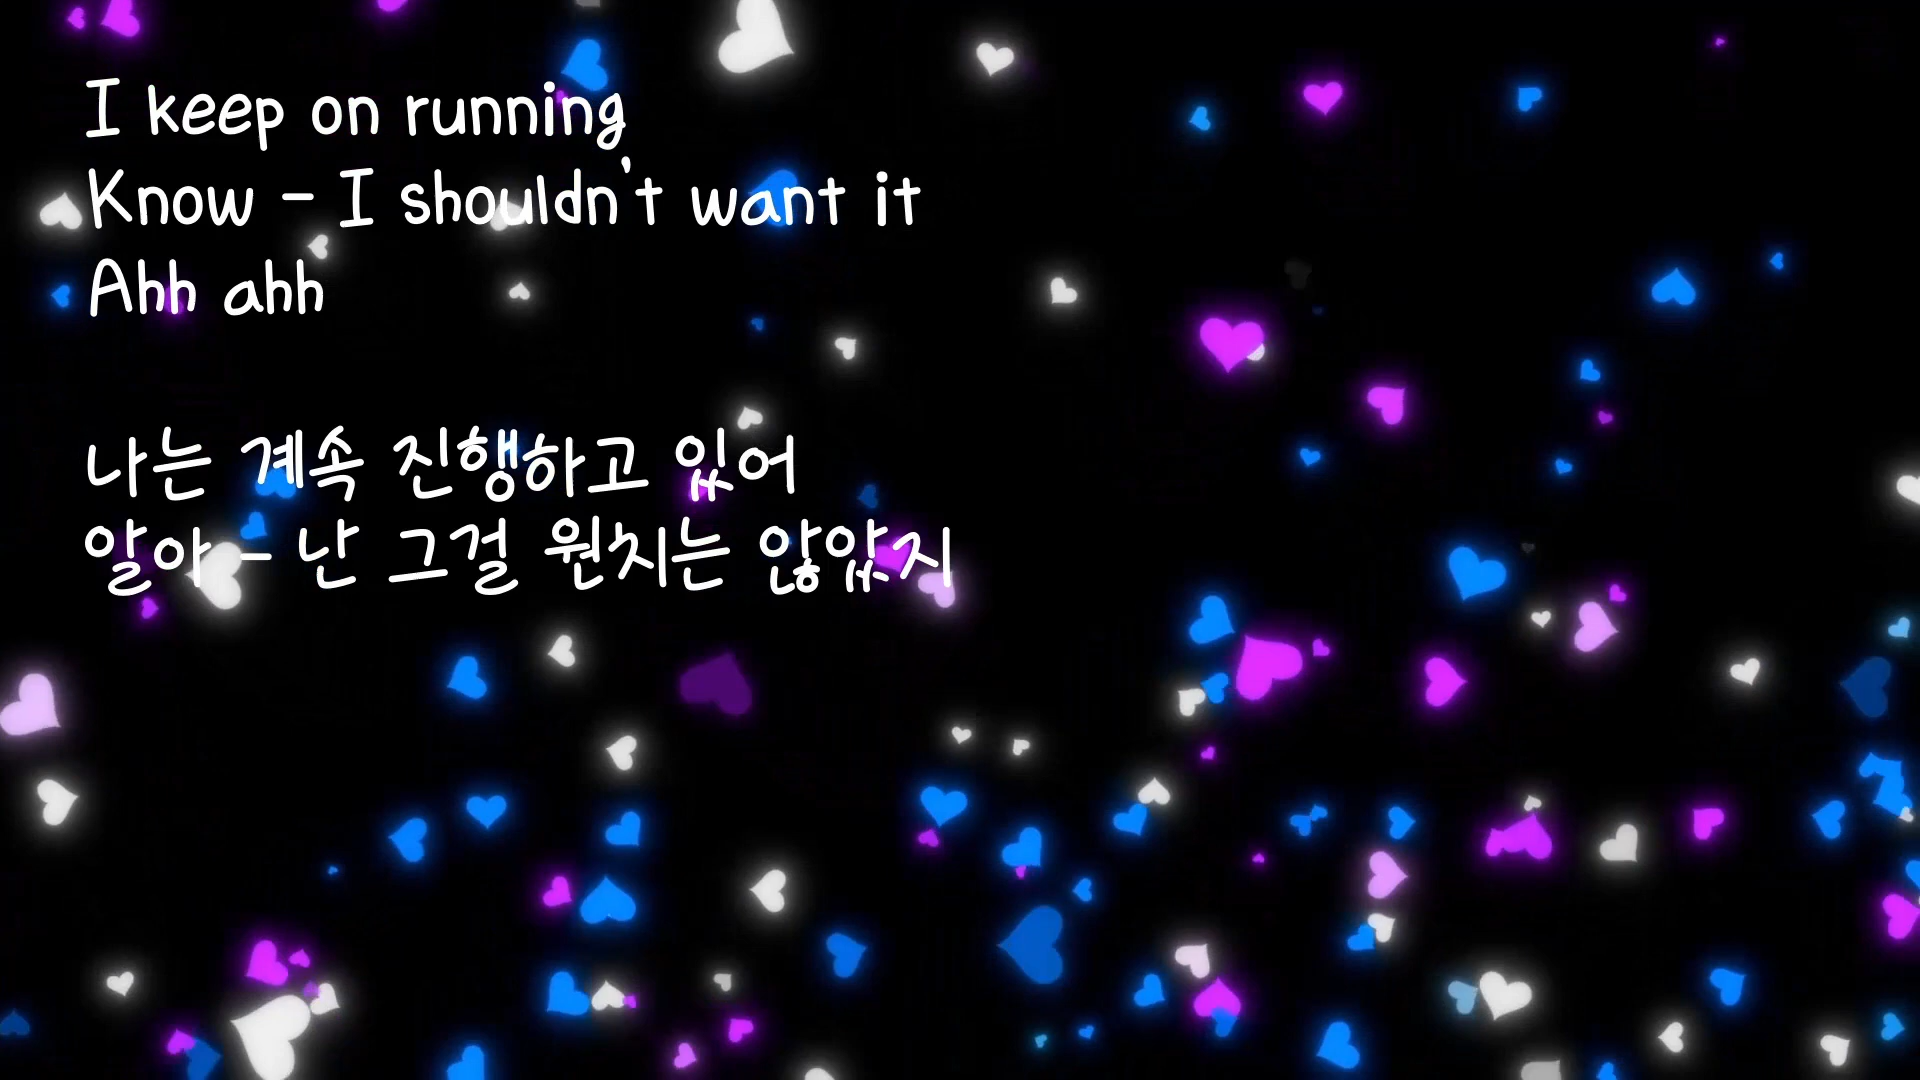 I keep on running
Know - I shouldn't want it
Ahh ahh
나는 계속 진행하고 있어
알아 - 난 그걸 원치는 않았지